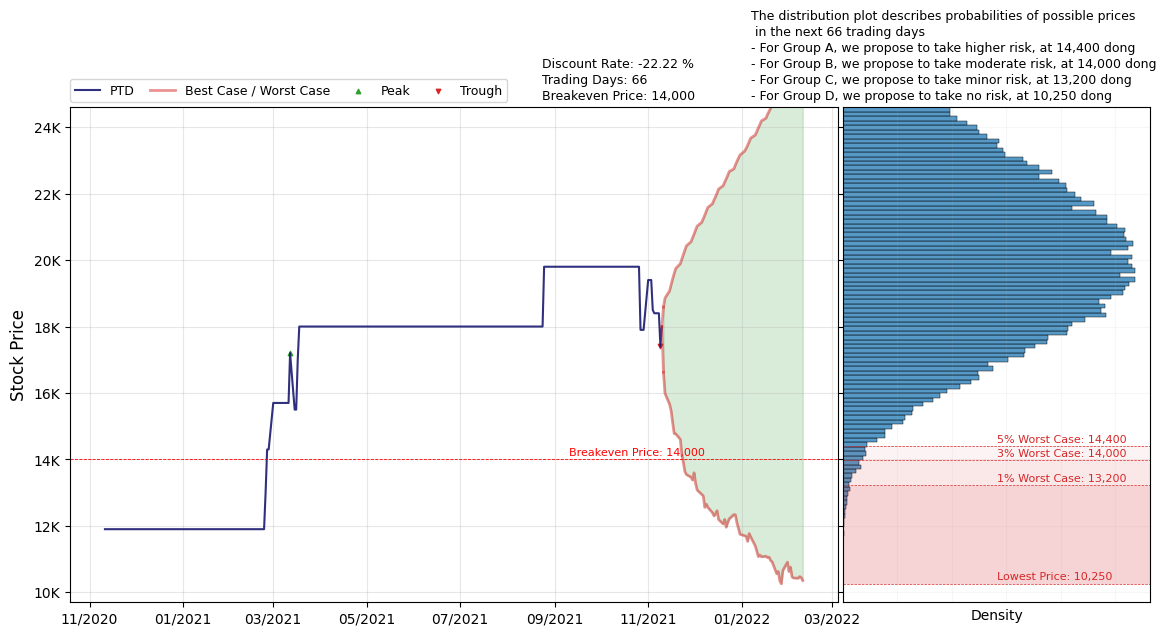 The distribution plot describes probabilities of possible prices
in the next 66 trading days
- For Group A, we propose to take higher risk, at 14,400 dong
- For Group B, we propose to take moderate risk, at 14,000 dong
- For Group C, we propose to take minor risk, at 13,200 dong
- For Group D, we propose to take no risk, at 10,250 dong
Discount Rate: -22.22 %
Trading Days: 66
Breakeven Price: 14,000
PTD
Best Case / Worst Case
Peak
Trough
Stock Price
24K
22K
20K
18K
16K
14K
12K
10K
Breakeven Price: 14,000
5% Worst Case: 14,400
3% Worst Case: 14,000
1% Worst Case: 13,200
Lowest Price: 10,250
11/2020
01/2021
03/2021
05/2021
07/2021
09/2021
11/2021
01/2022
03/2022
Density